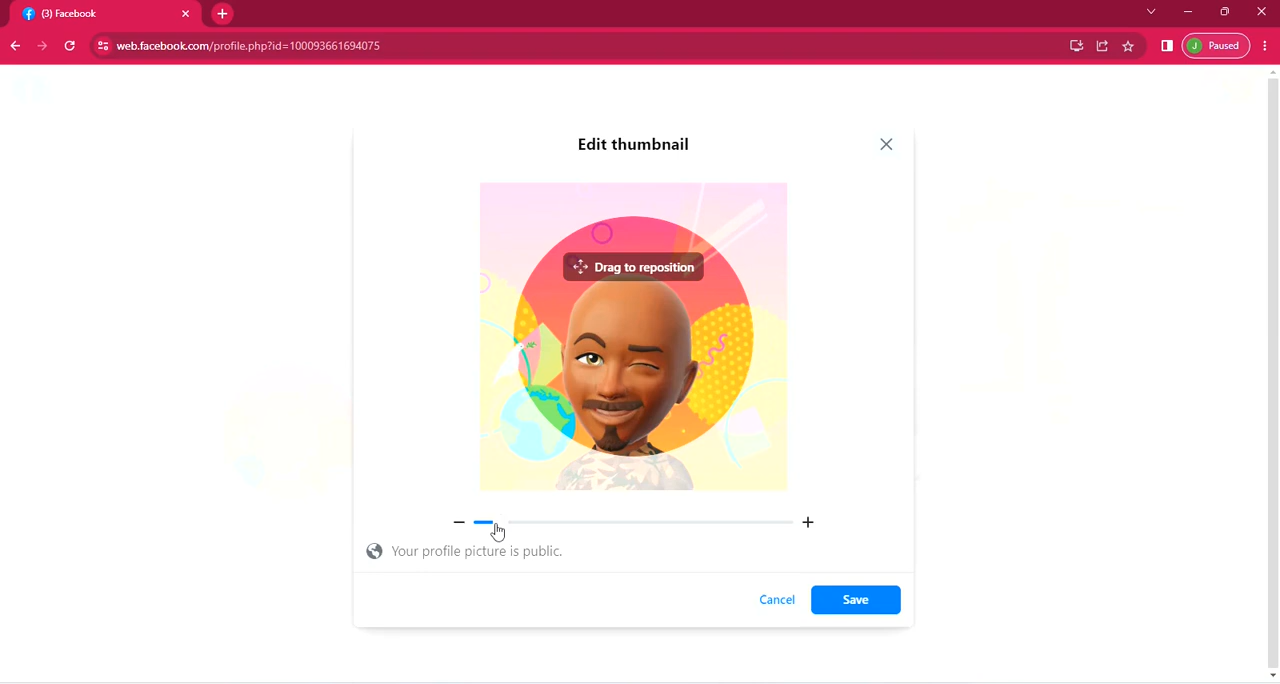 (3) Facebook
web.facebook.com/profile.php?id=100093661694075
J Paused
Edit thumbnail
Drag to reposition
Your profile picture is public.
Cancel Save